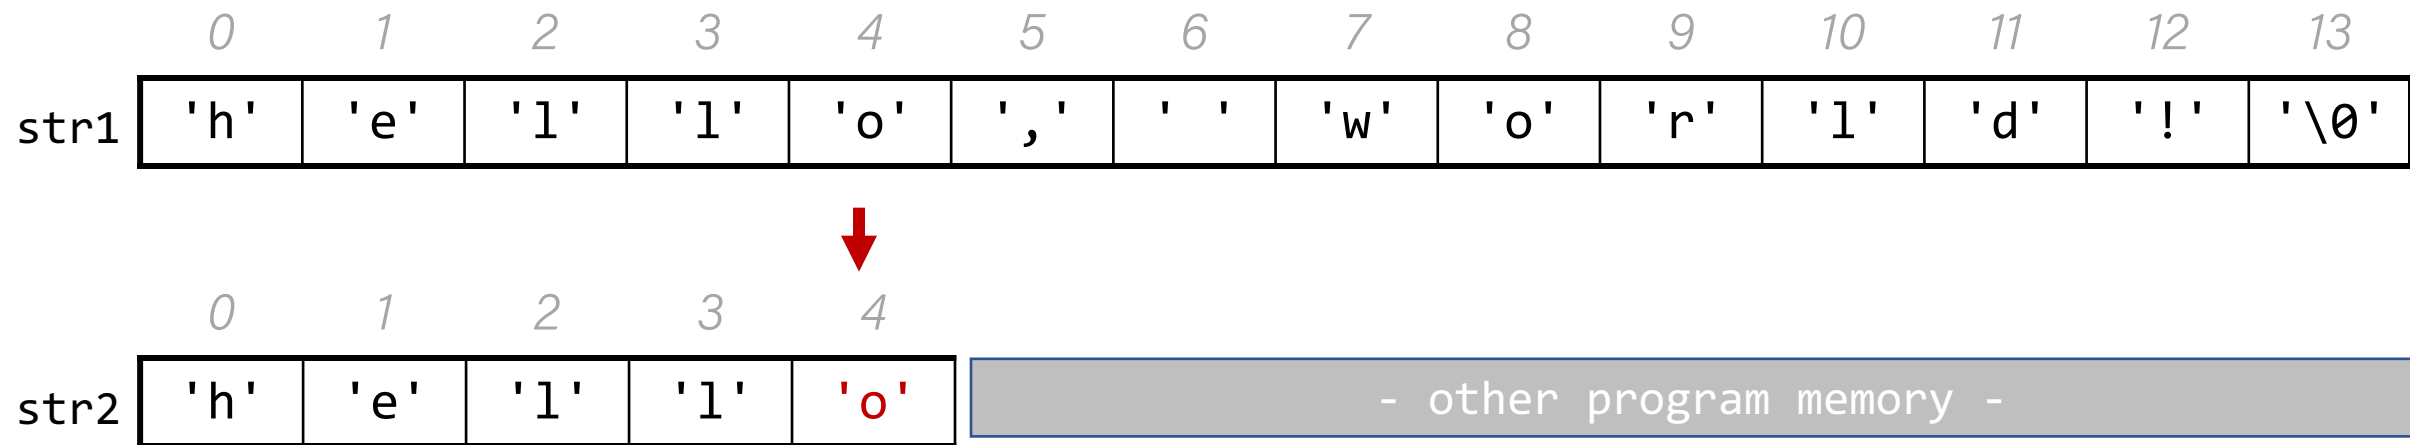 0 1 2 3 4 5 6 7 8 9 10 11 12 13
str1 'h' 'e' 'l' 'l' 'o' ',' ' ' 'w' 'o' 'r' 'l' 'd' '!' '\0'
0 1 2 3 4
str2 'h' 'e' 'l' 'l' 'o' - other program memory -